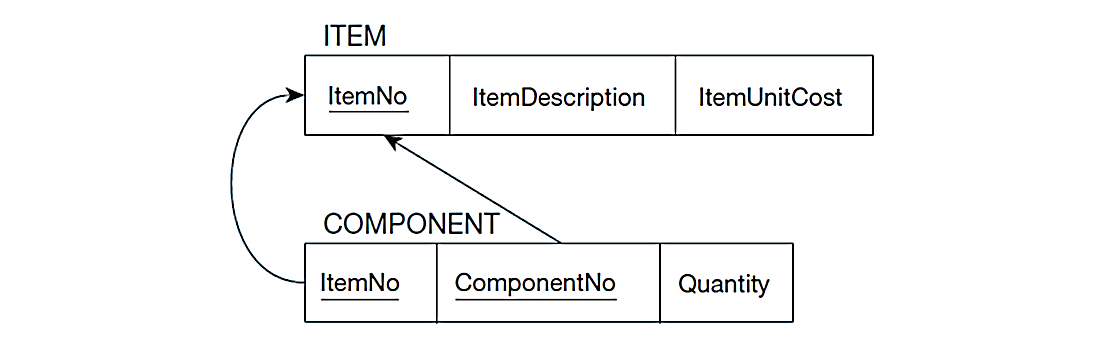 ITEM
ItemNo ItemDescription ItemUnitCost
COMPONENT
ItemNo ComponentNo Quantity